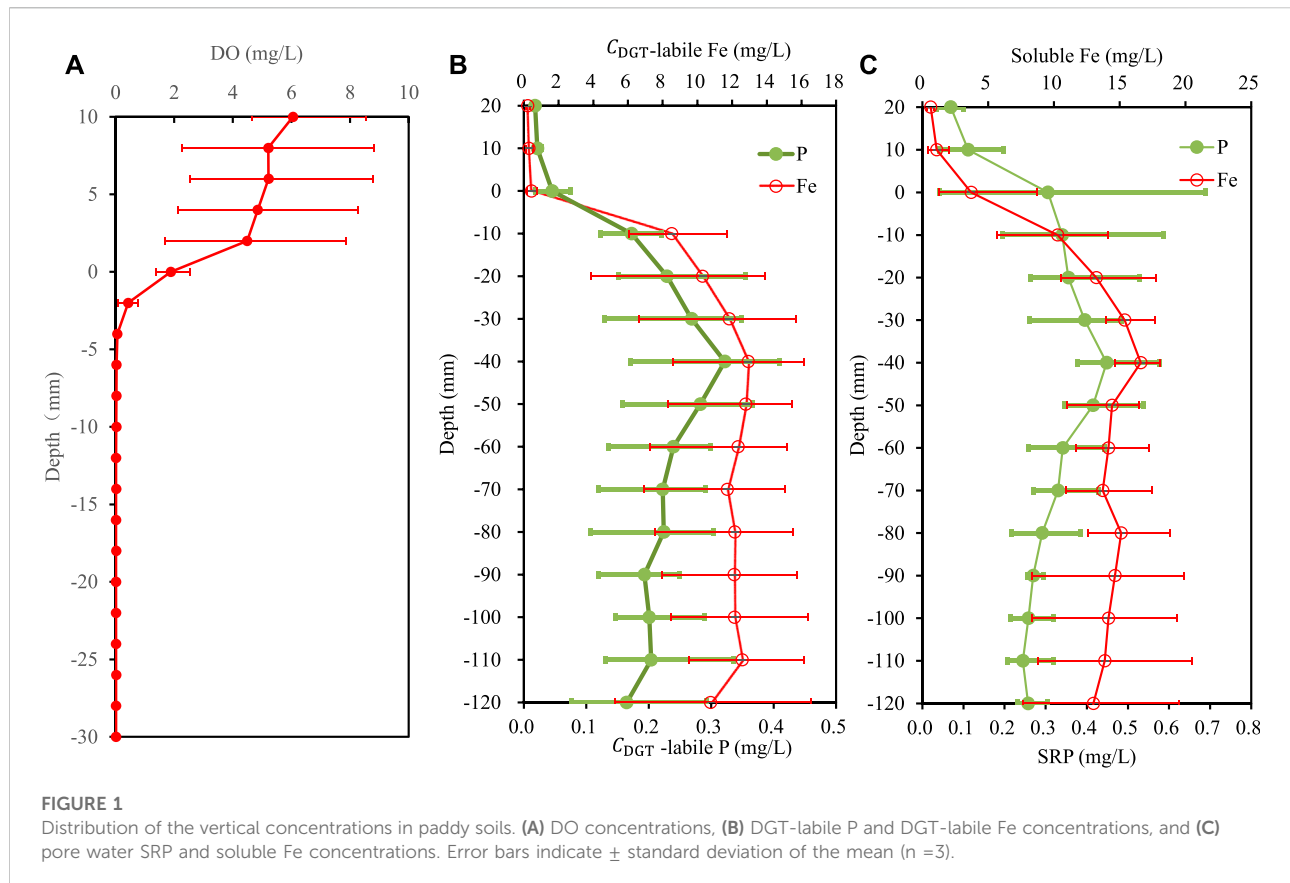 A
DO (mg/L)
0 2 4 6 8 10
10
5
0
-5
-10
-15
-20
-25
-30
Depth (mm)
B
C_DGT-labile Fe (mg/L)
0 2 4 6 8 10 12 14 16 18
20
10
0
-10
-20
-30
-40
-50
-60
-70
-80
-90
-100
-110
-120
Depth (mm)
P
Fe
0.0 0.1 0.2 0.3 0.4 0.5
C_DGT -labile P (mg/L)
C
Soluble Fe (mg/L)
0 5 10 15 20 25
20
10
0
-10
-20
-30
-40
-50
-60
-70
-80
-90
-100
-110
-120
Depth (mm)
P
Fe
0.0 0.1 0.2 0.3 0.4 0.5 0.6 0.7 0.8
SRP (mg/L)
FIGURE 1
Distribution of the vertical concentrations in paddy soils. (A) DO concentrations, (B) DGT-labile P and DGT-labile Fe concentrations, and (C)
pore water SRP and soluble Fe concentrations. Error bars indicate ± standard deviation of the mean (n =3).